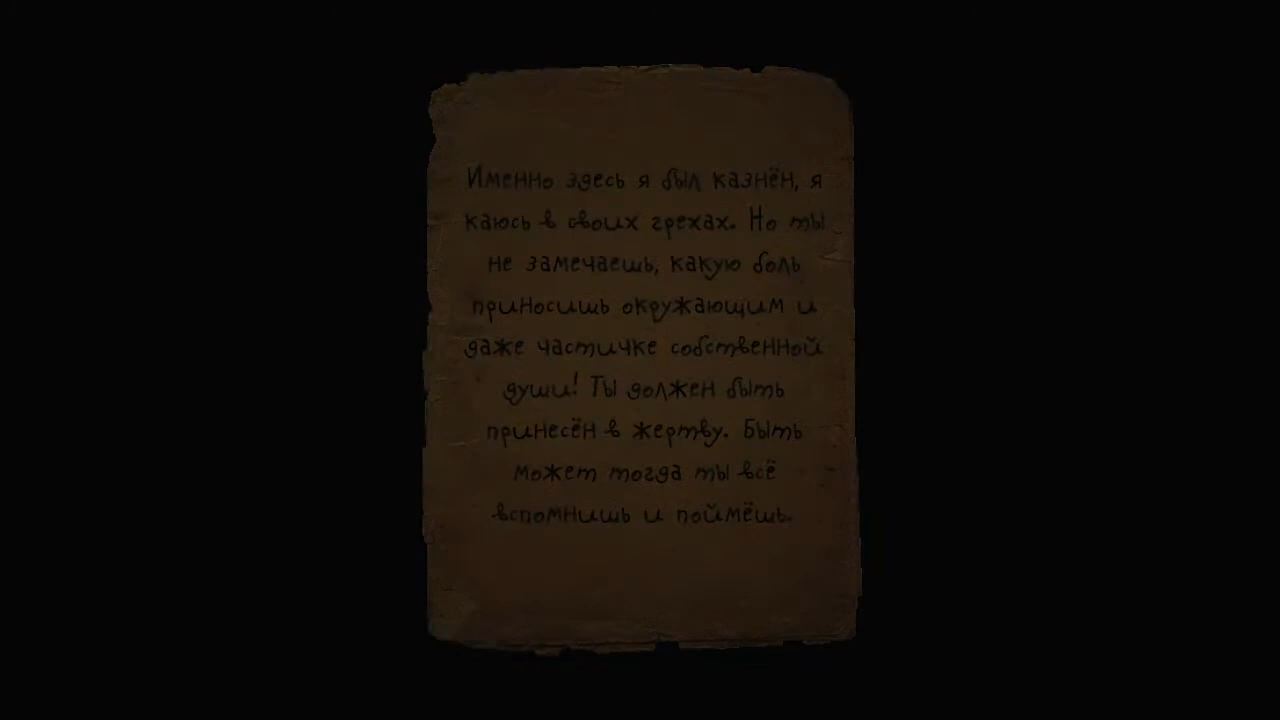 Именно здесь я был казнён, я
каюсь в своих грехах. Но ты
не замечаешь, какую боль
приносишь окружающим и
даже частичке собственной
души! Ты должен быть
принесён в жертву. Быть
может тогда ты всё
вспомнишь и поймёшь.